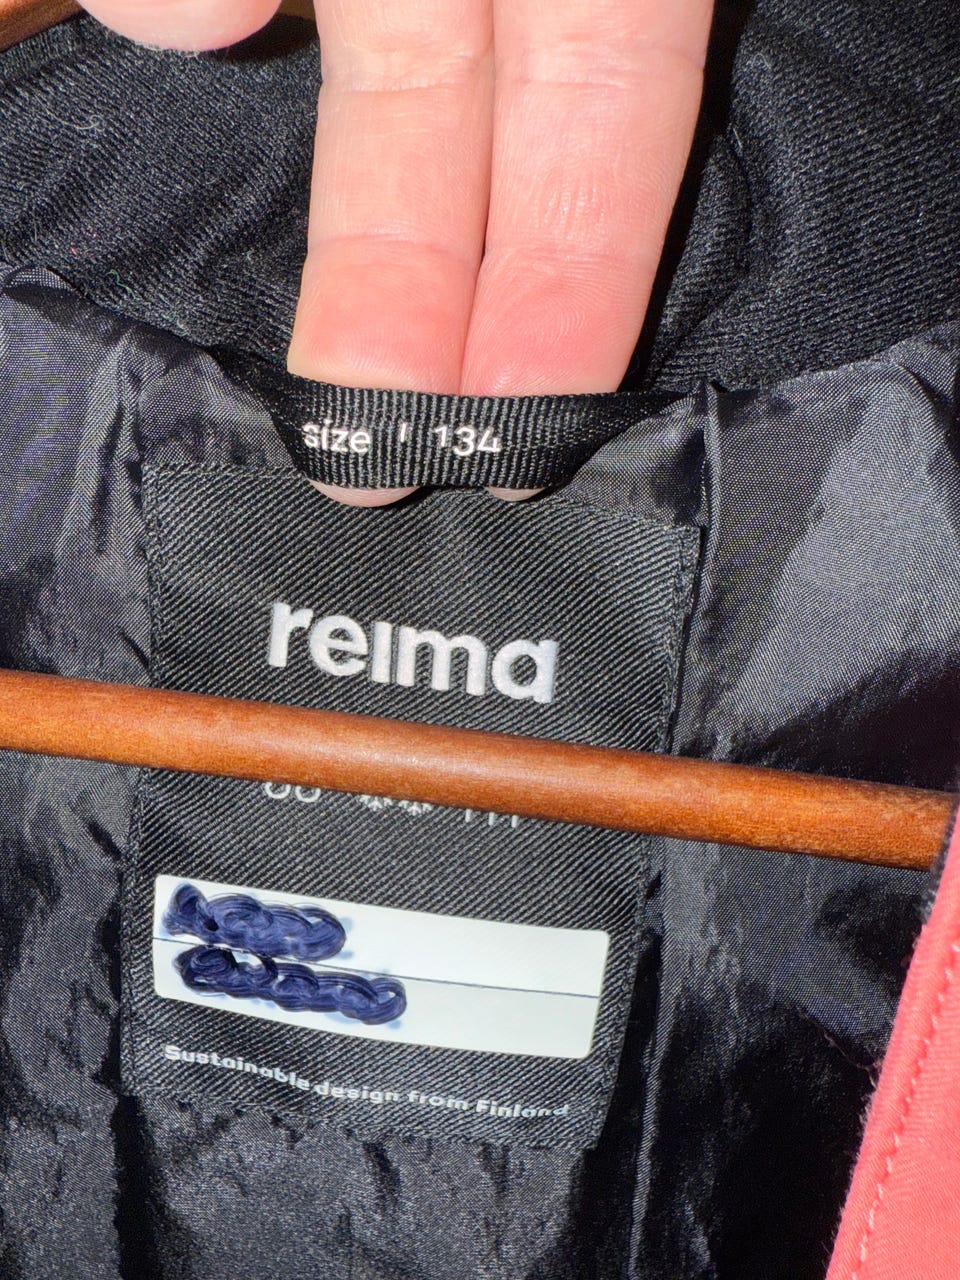 size | 134
reima
Sustainable design from Finland